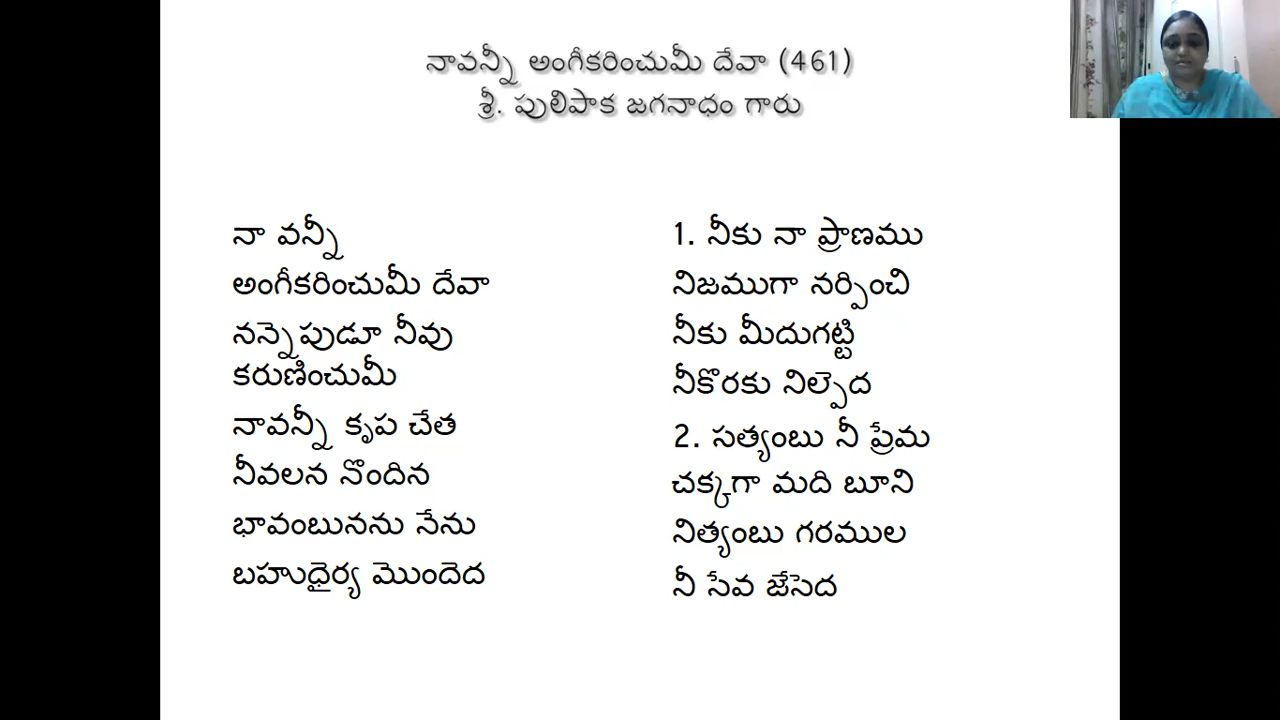 నావన్నీ అంగీకరించుమీ దేవా (461)
శ్రీ. పులిపాక జగనాధం గారు
నా వన్నీ
అంగీకరించుమీ దేవా
నన్నెపుడూ నీవు
కరుణించుమీ
నావన్నీ కృప చేత
నీవలన నొందిన
భావంబునను నేను
బహుధైర్య మొందెద
1. నీకు నా ప్రాణము
నిజముగా నర్పించి
నీకు మీదుగట్టి
నీకొరకు నిల్పెద
2. సత్యంబు నీ ప్రేమ
చక్కగా మది బూని
నిత్యంబు గరముల
నీ సేవ జేసెద